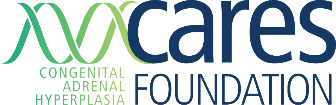 cares
CONGENITAL
ADRENAL
HYPERPLASIA
FOUNDATION